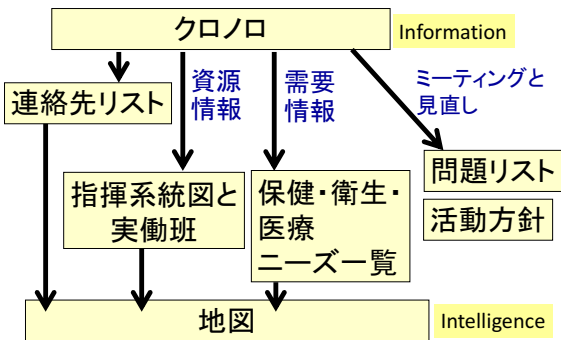 クロノロ
Information
資源
情報
需要
情報
ミーティングと
見直し
連絡先リスト
指揮系統図と
実働班
保健・衛生・
医療
ニーズ一覧
問題リスト
活動方針
地図
Intelligence